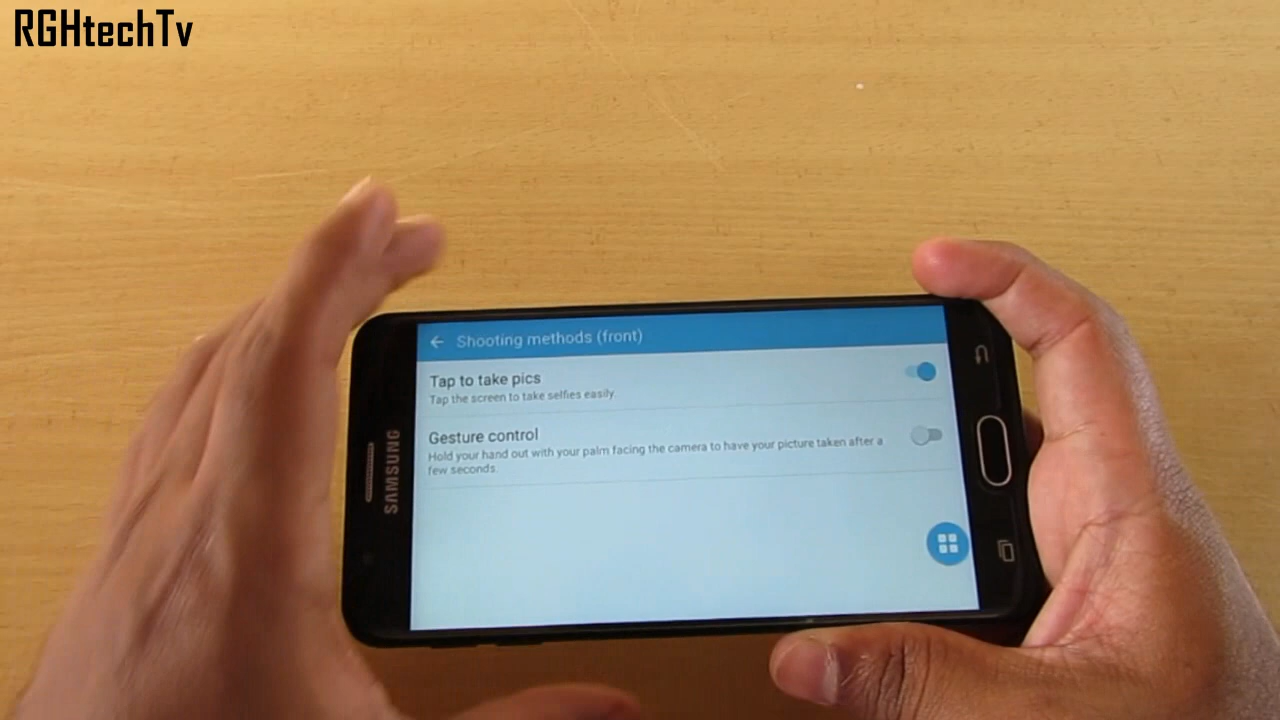 RGHtechTv
Shooting methods (front)
Tap to take pics
Tap the screen to take selfies easily.
Gesture control
Hold your hand out with your palm facing the camera to have your picture taken after a
few seconds.
SAMSUNG